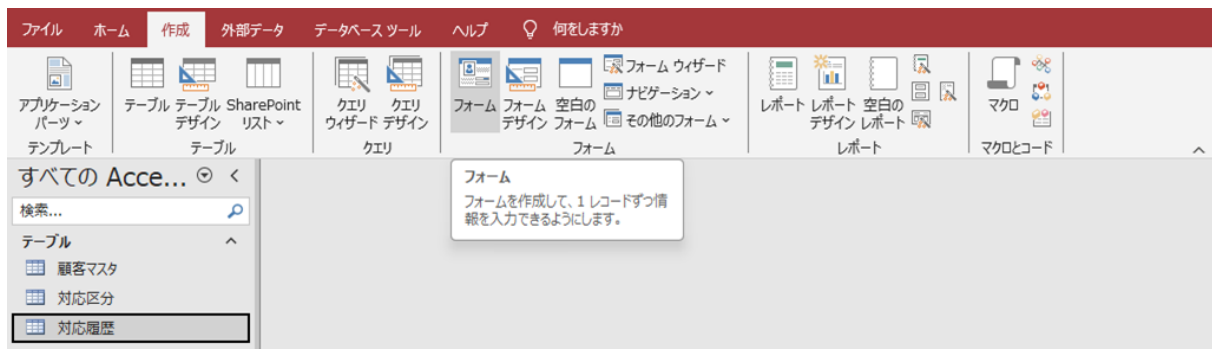 ファイル ホーム 作成 外部データ データベース ツール ヘルプ 何をしますか
アプリケーション
パーツ
テンプレート
テーブル テーブル SharePoint
デザイン リスト
テーブル
クエリ クエリ
ウィザード デザイン
クエリ
フォーム フォーム 空白の
デザイン フォーム
フォーム ウィザード
ナビゲーション
その他のフォーム
フォーム
レポート レポート 空白の
デザイン レポート
レポート
マクロ
マクロとコード
すべての Acce...
検索...
テーブル
顧客マスタ
対応区分
対応履歴
フォーム
フォームを作成して、1 レコードずつ情
報を入力できるようにします。